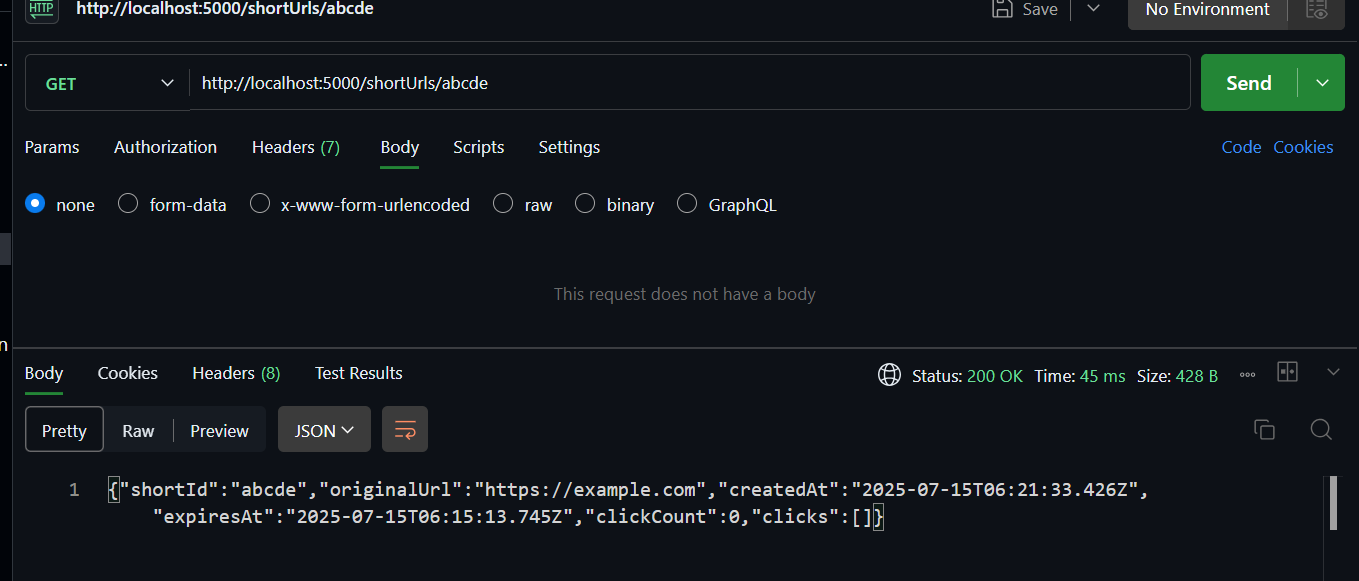 HTTP http://localhost:5000/shortUrls/abcde Save No Environment
GET http://localhost:5000/shortUrls/abcde Send
Params Authorization Headers (7) Body Scripts Settings Code Cookies
none form-data x-www-form-urlencoded raw binary GraphQL
This request does not have a body
n
Body Cookies Headers (8) Test Results Status: 200 OK Time: 45 ms Size: 428 B
Pretty Raw Preview JSON
1 {"shortId":"abcde","originalUrl":"https://example.com","createdAt":"2025-07-15T06:21:33.426Z",
"expiresAt":"2025-07-15T06:15:13.745Z","clickCount":0,"clicks":[]}